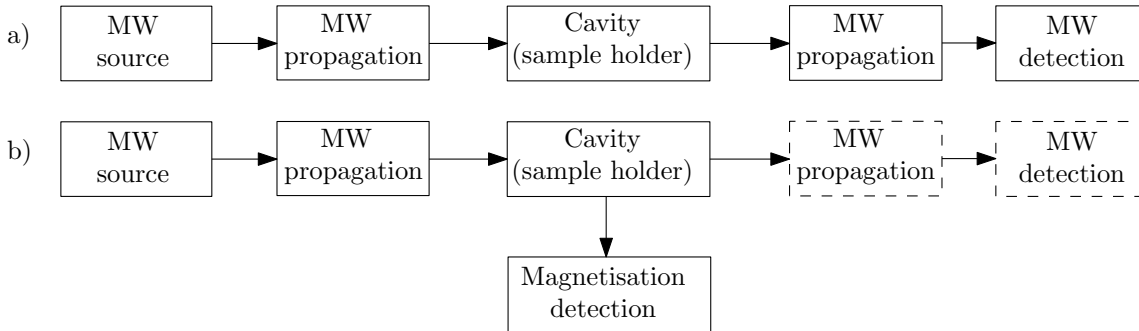 a)
MW
source
MW
propagation
Cavity
(sample holder)
MW
propagation
MW
detection
b)
MW
source
MW
propagation
Cavity
(sample holder)
MW
propagation
MW
detection
Magnetisation
detection